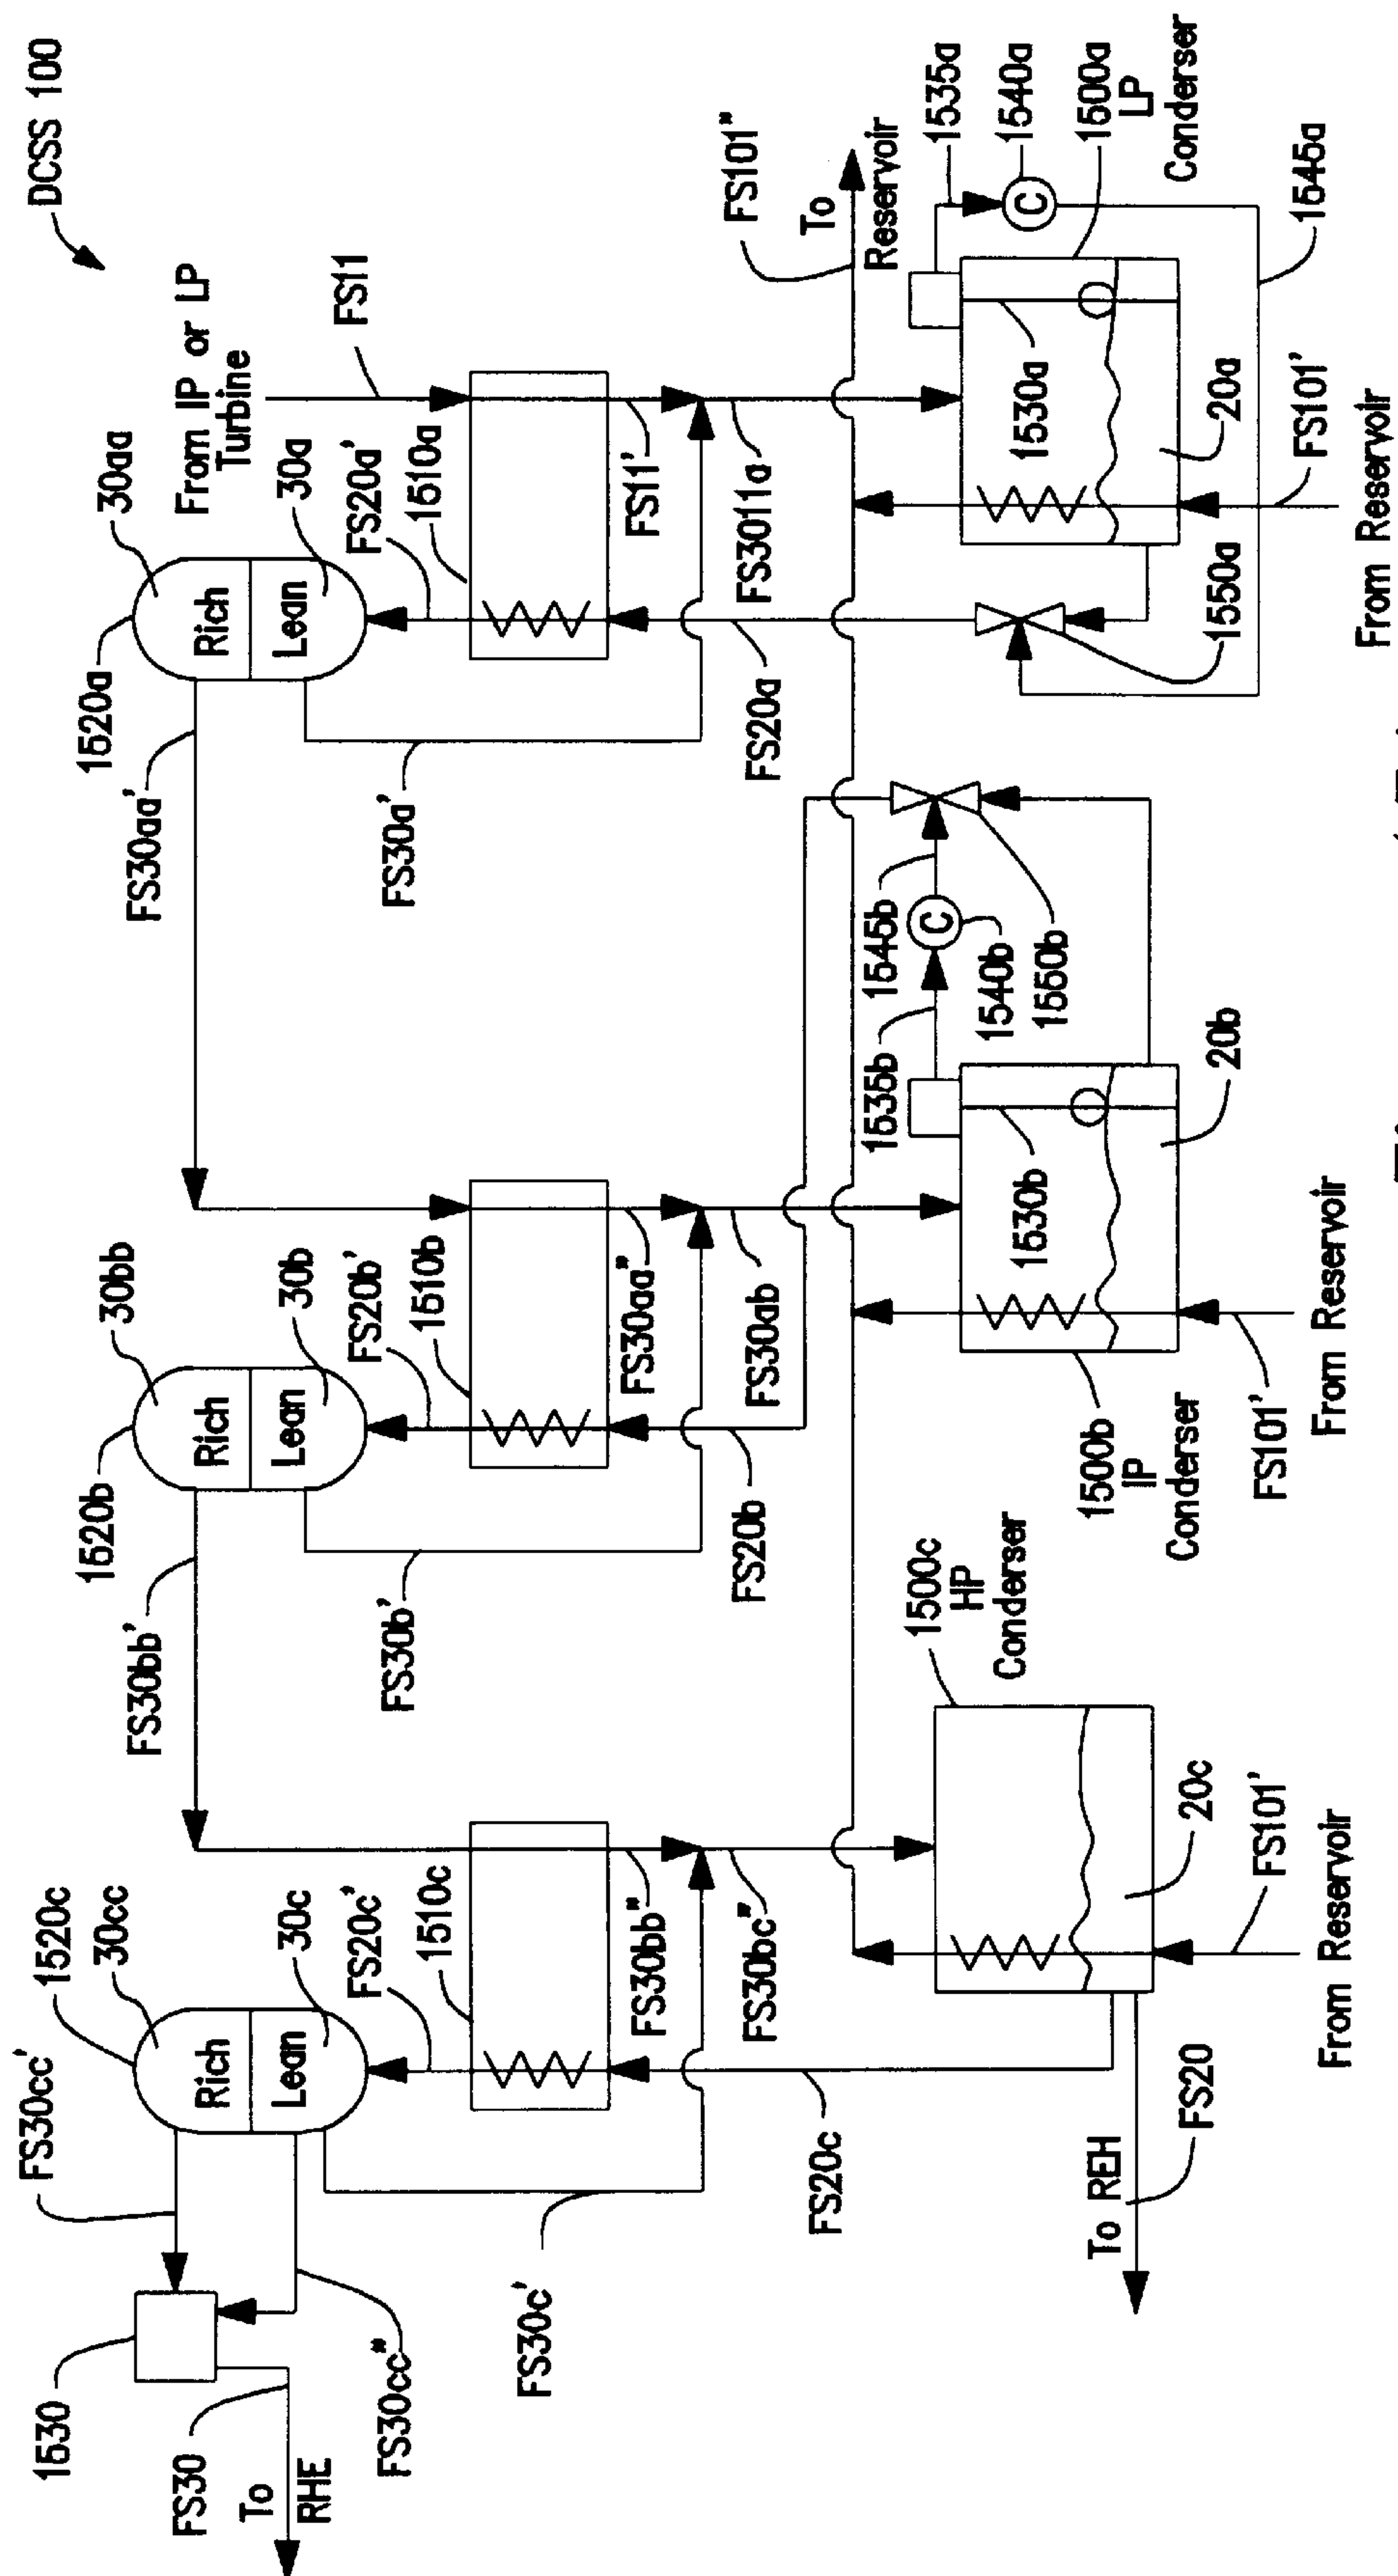 DCSS 100
FS30cc'
1520c
30cc
Rich
Lean
30c
1530
FS30
To
RHE
FS30cc"
FS30c'
FS20c'
1510c
FS30bb"
FS30bc"
FS20c
FS30bb'
1520b
30bb
Rich
Lean
30b
FS30b'
FS20b'
1510b
FS30aa"
FS30ab
FS20b
FS30aa'
1520a
30aa
Rich
Lean
30a
FS30a'
FS20a'
1510a
From IP or LP
Turbine
FS11
FS11'
FS3011a
FS20a
FS101"
To
Reservoir
1500c
HP
Conderser
20c
To REH
FS20
FS101'
From Reservoir
1535b
1545b
1540b
1550b
1530b
20b
1500b
IP
Conderser
FS101'
From Reservoir
1535a
1540a
1500a
LP
Conderser
C
C
1530a
20a
1550a
1545a
FS101'
From Reservoir